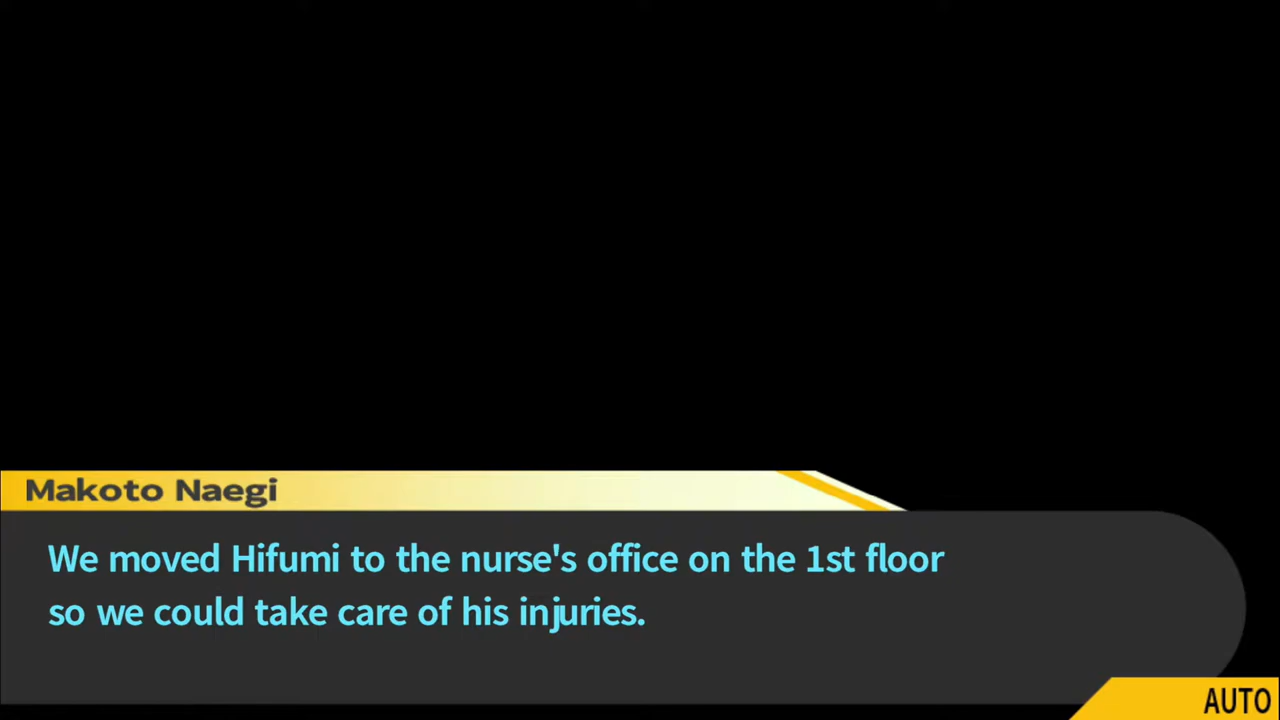 Makoto Naegi
We moved Hifumi to the nurse's office on the 1st floor
so we could take care of his injuries.
AUTO